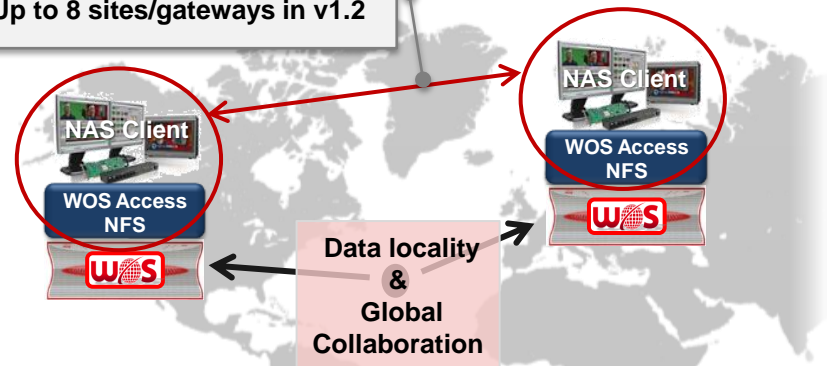 Up to 8 sites/gateways in v1.2
NAS Client
WOS Access
NFS
WOS
NAS Client
WOS Access
NFS
WOS
Data locality
&
Global
Collaboration